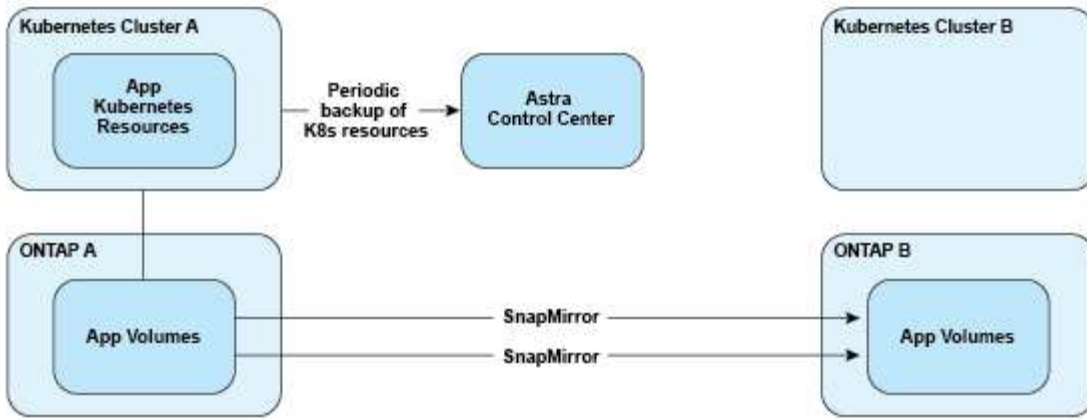 Kubernetes Cluster A
App
Kubernetes
Resources
Periodic
backup of
K8s resources
Astra
Control Center
Kubernetes Cluster B
ONTAP A
App Volumes
SnapMirror
SnapMirror
ONTAP B
App Volumes